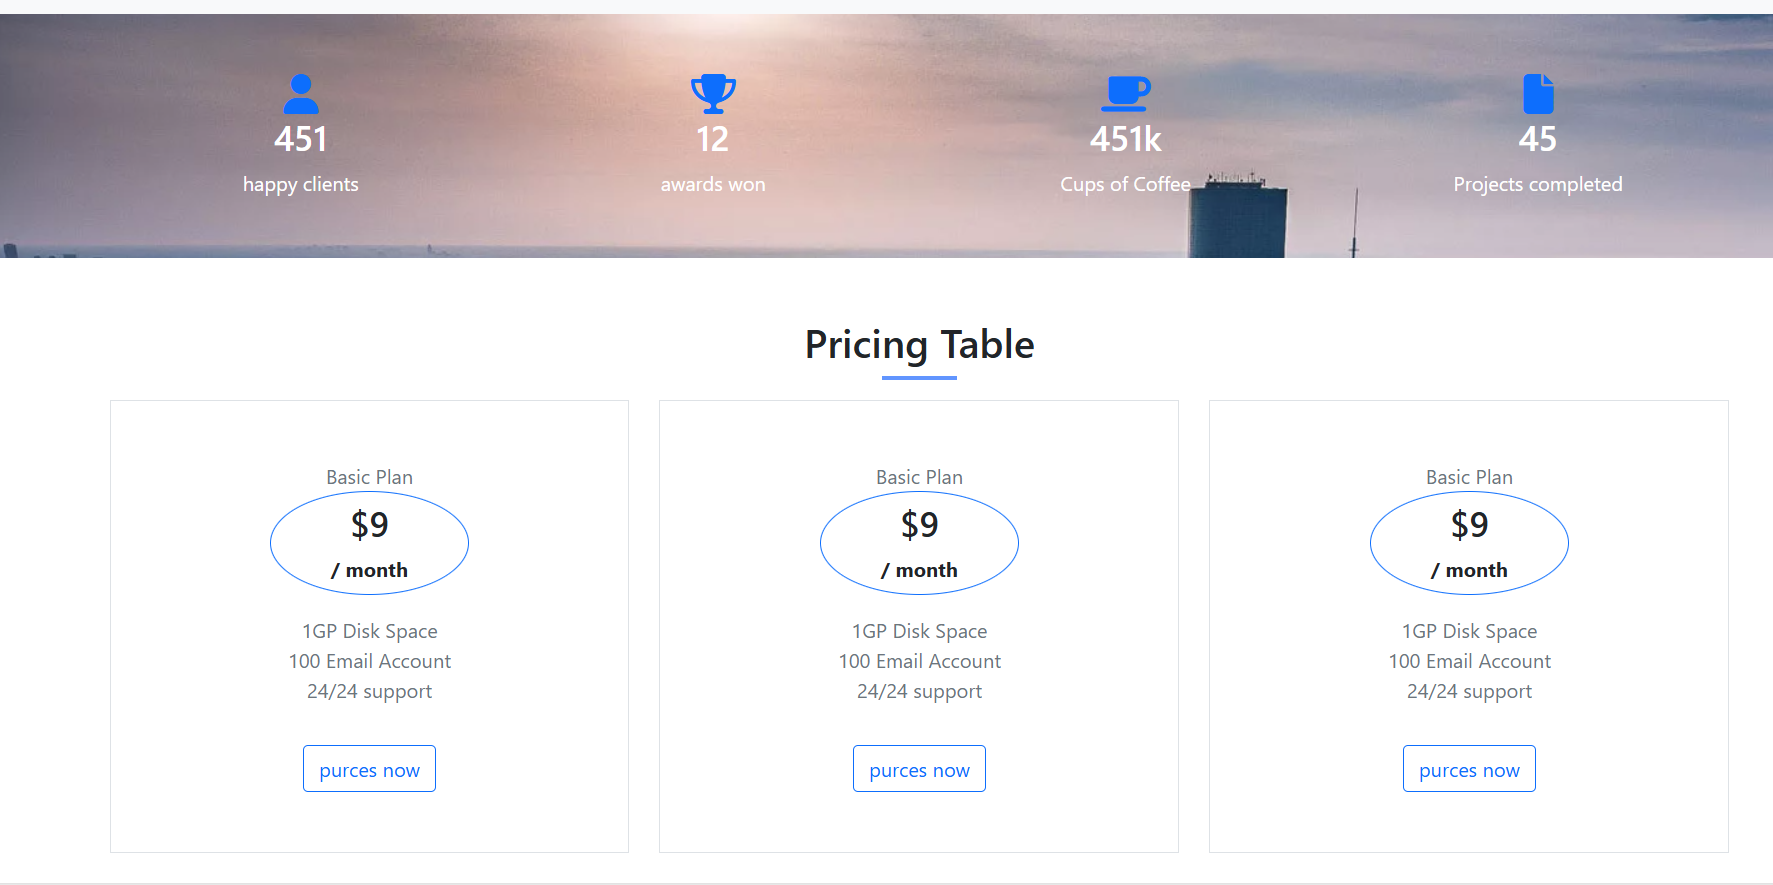 451
12
451k
45
happy clients
awards won
Cups of Coffee
Projects completed
Pricing Table
Basic Plan
$9
/ month
1GP Disk Space
100 Email Account
24/24 support
purces now
Basic Plan
$9
/ month
1GP Disk Space
100 Email Account
24/24 support
purces now
Basic Plan
$9
/ month
1GP Disk Space
100 Email Account
24/24 support
purces now